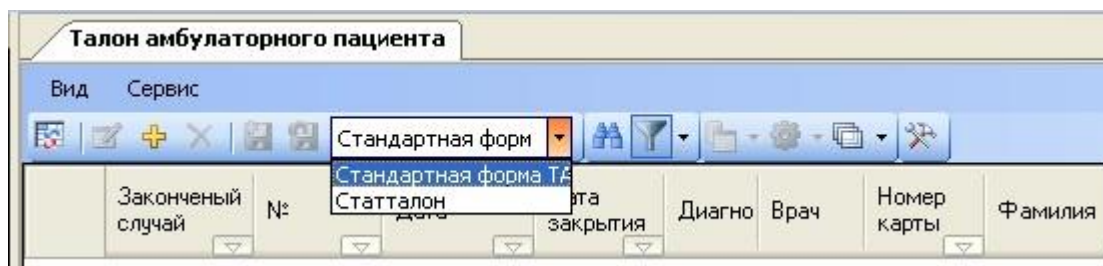 Талон амбулаторного пациента
Вид Сервис
Стандартная форм
Стандартная форма ТА
Статталон
Законченый случай
№
Дата
закрытия
Диагно
Врач
Номер карты
Фамилия